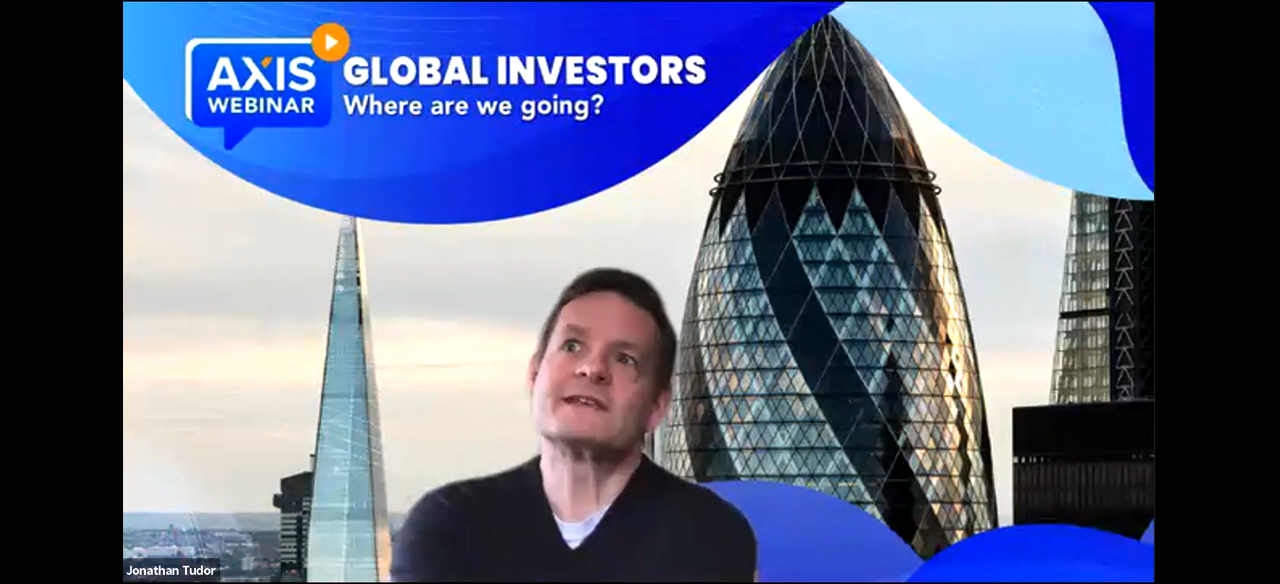 AXIS
WEBINAR
GLOBAL INVESTORS
Where are we going?
Jonathan Tudor